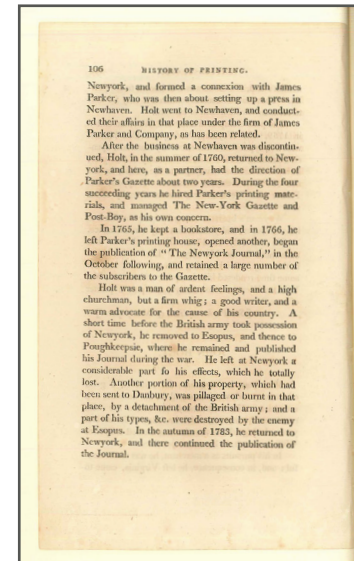 106 HISTORY OF PRINTING.
Newyork, and formed a connexion with James
Parker, who was then about setting up a press in
Newhaven. Holt went to Newhaven, and conduct-
ed their affairs in that place under the firm of James
Parker and Company, as has been related.
After the business at Newhaven was discontin-
ued, Holt, in the summer of 1760, returned to New-
york, and here, as a partner, had the direction of
Parker's Gazette about two years. During the four
succeeding years he hired Parker's printing mate-
rials, and managed The New-York Gazette and
Post-Boy, as his own concern.
In 1765, he kept a bookstore, and in 1766, he
left Parker's printing house, opened another, began
the publication of "The Newyork Journal," in the
October following, and retained a large number of
the subscribers to the Gazette.
Holt was a man of ardent feelings, and a high
churchman, but a firm whig; a good writer, and a
warm advocate for the cause of his country. A
short time before the British army took possession
of Newyork, he removed to Esopus, and thence to
Poughkeepsie, where he remained and published
his Journal during the war. He left at Newyork a
considerable part fo his effects, which he totally
lost. Another portion of his property, which had
been sent to Danbury, was pillaged or burnt in that
place, by a detachment of the British army; and a
part of his types, &c. were destroyed by the enemy
at Esopus. In the autumn of 1783, he returned to
Newyork, and there continued the publication of
the Journal.